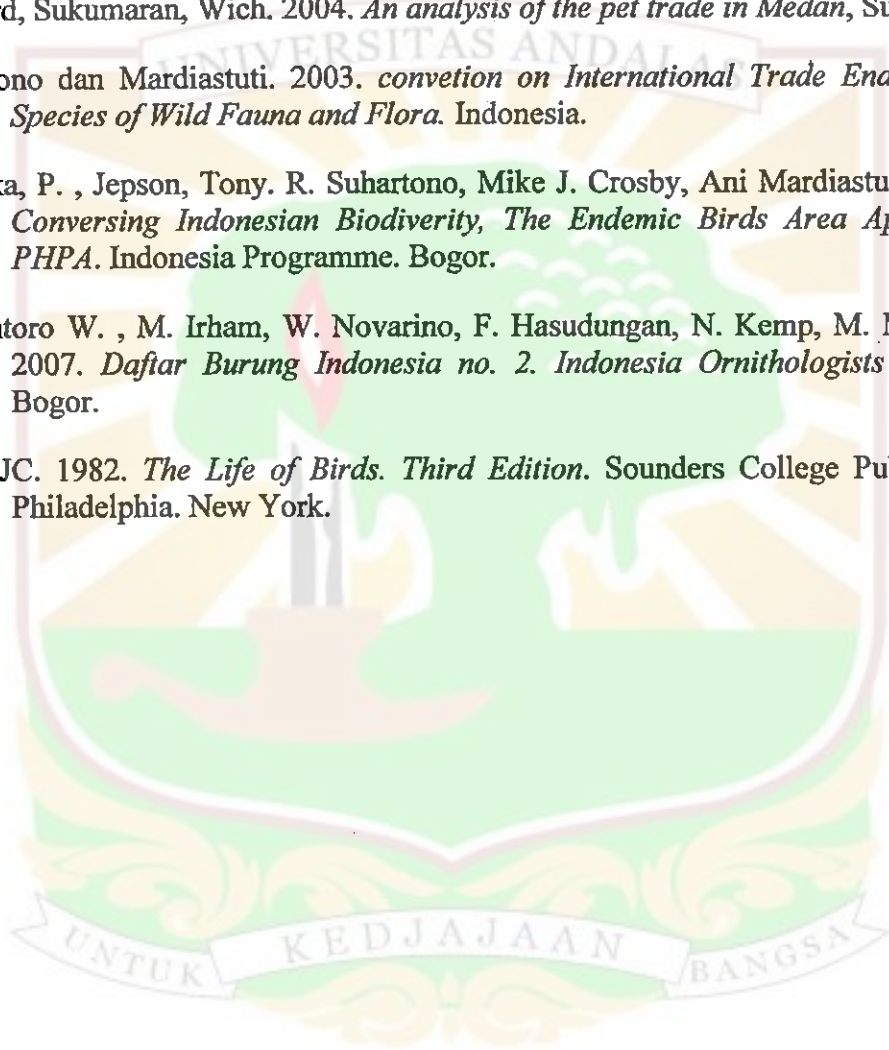 rd, Sukumaran, Wich. 2004. An analysis of the pet trade in Medan, Su
UNIVERSITAS ANDALAS
ono dan Mardiastuti. 2003. convetion on International Trade End
Species of Wild Fauna and Flora. Indonesia.
ka, P. , Jepson, Tony. R. Suhartono, Mike J. Crosby, Ani Mardiastu
Conversing Indonesian Biodiverity, The Endemic Birds Area Ap
PHPA. Indonesia Programme. Bogor.
ntoro W. , M. Irham, W. Novarino, F. Hasudungan, N. Kemp, M. M
2007. Daftar Burung Indonesia no. 2. Indonesia Ornithologists
Bogor.
JC. 1982. The Life of Birds. Third Edition. Sounders College Pu
Philadelphia. New York.
UNTUK KEDJAJAAN BANGSA